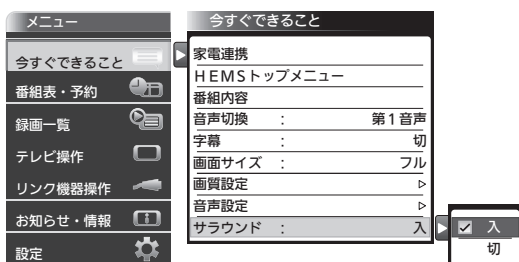 メニュー
今すぐできること
番組表・予約
録画一覧
テレビ操作
リンク機器操作
お知らせ・情報
設定
今すぐできること
家電連携
ＨＥＭＳトップメニュー
番組内容
音声切換 : 第１音声
字幕 : 切
画面サイズ : フル
画質設定
音声設定
サラウンド : 入
入
切